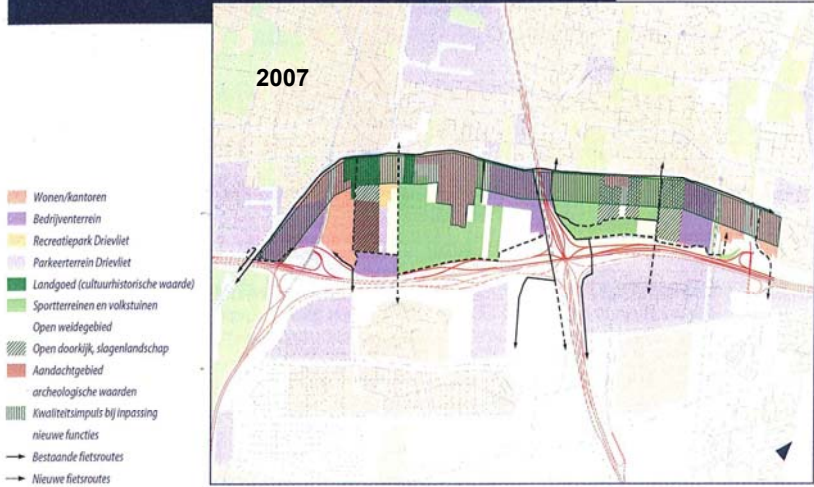 2007
Wonen/kantoren
Bedrijventerrein
Recreatiepark Drievliet
Parkeerterrein Drievliet
Landgoed (cultuurhistorische waarde)
Sportterreinen en volkstuinen
Open weidegebied
Open doorkijk, slagenlandschap
Aandachtgebied
archeologische waarden
Kwaliteitsimpuls bij inpassing
nieuwe functies
Bestaande fietsroutes
Nieuwe fietsroutes